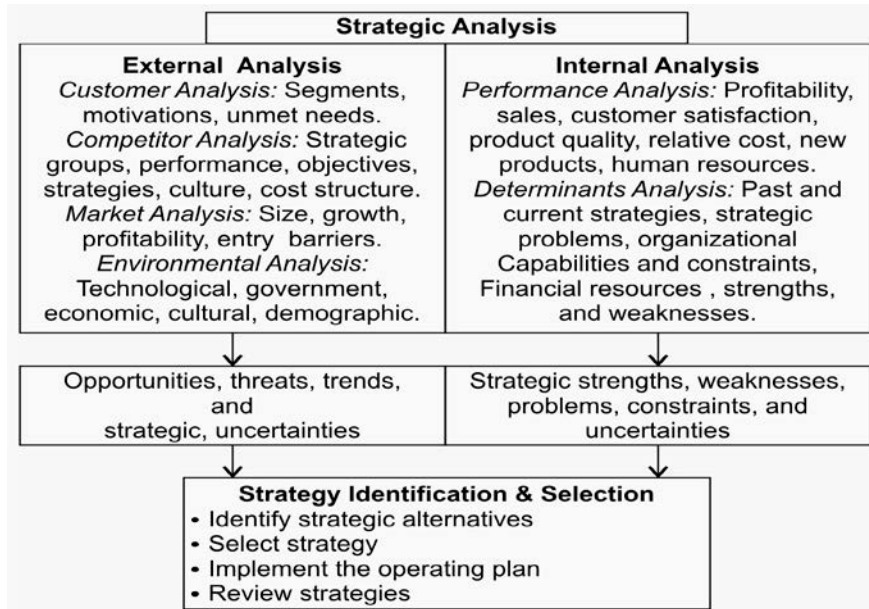 Strategic Analysis
External Analysis
Customer Analysis: Segments,
motivations, unmet needs.
Competitor Analysis: Strategic
groups, performance, objectives,
strategies, culture, cost structure.
Market Analysis: Size, growth,
profitability, entry barriers.
Environmental Analysis:
Technological, government,
economic, cultural, demographic.
Internal Analysis
Performance Analysis: Profitability,
sales, customer satisfaction,
product quality, relative cost, new
products, human resources.
Determinants Analysis: Past and
current strategies, strategic
problems, organizational
Capabilities and constraints,
Financial resources , strengths,
and weaknesses.
Opportunities, threats, trends,
and
strategic, uncertainties
Strategic strengths, weaknesses,
problems, constraints, and
uncertainties
Strategy Identification & Selection
• Identify strategic alternatives
• Select strategy
• Implement the operating plan
• Review strategies